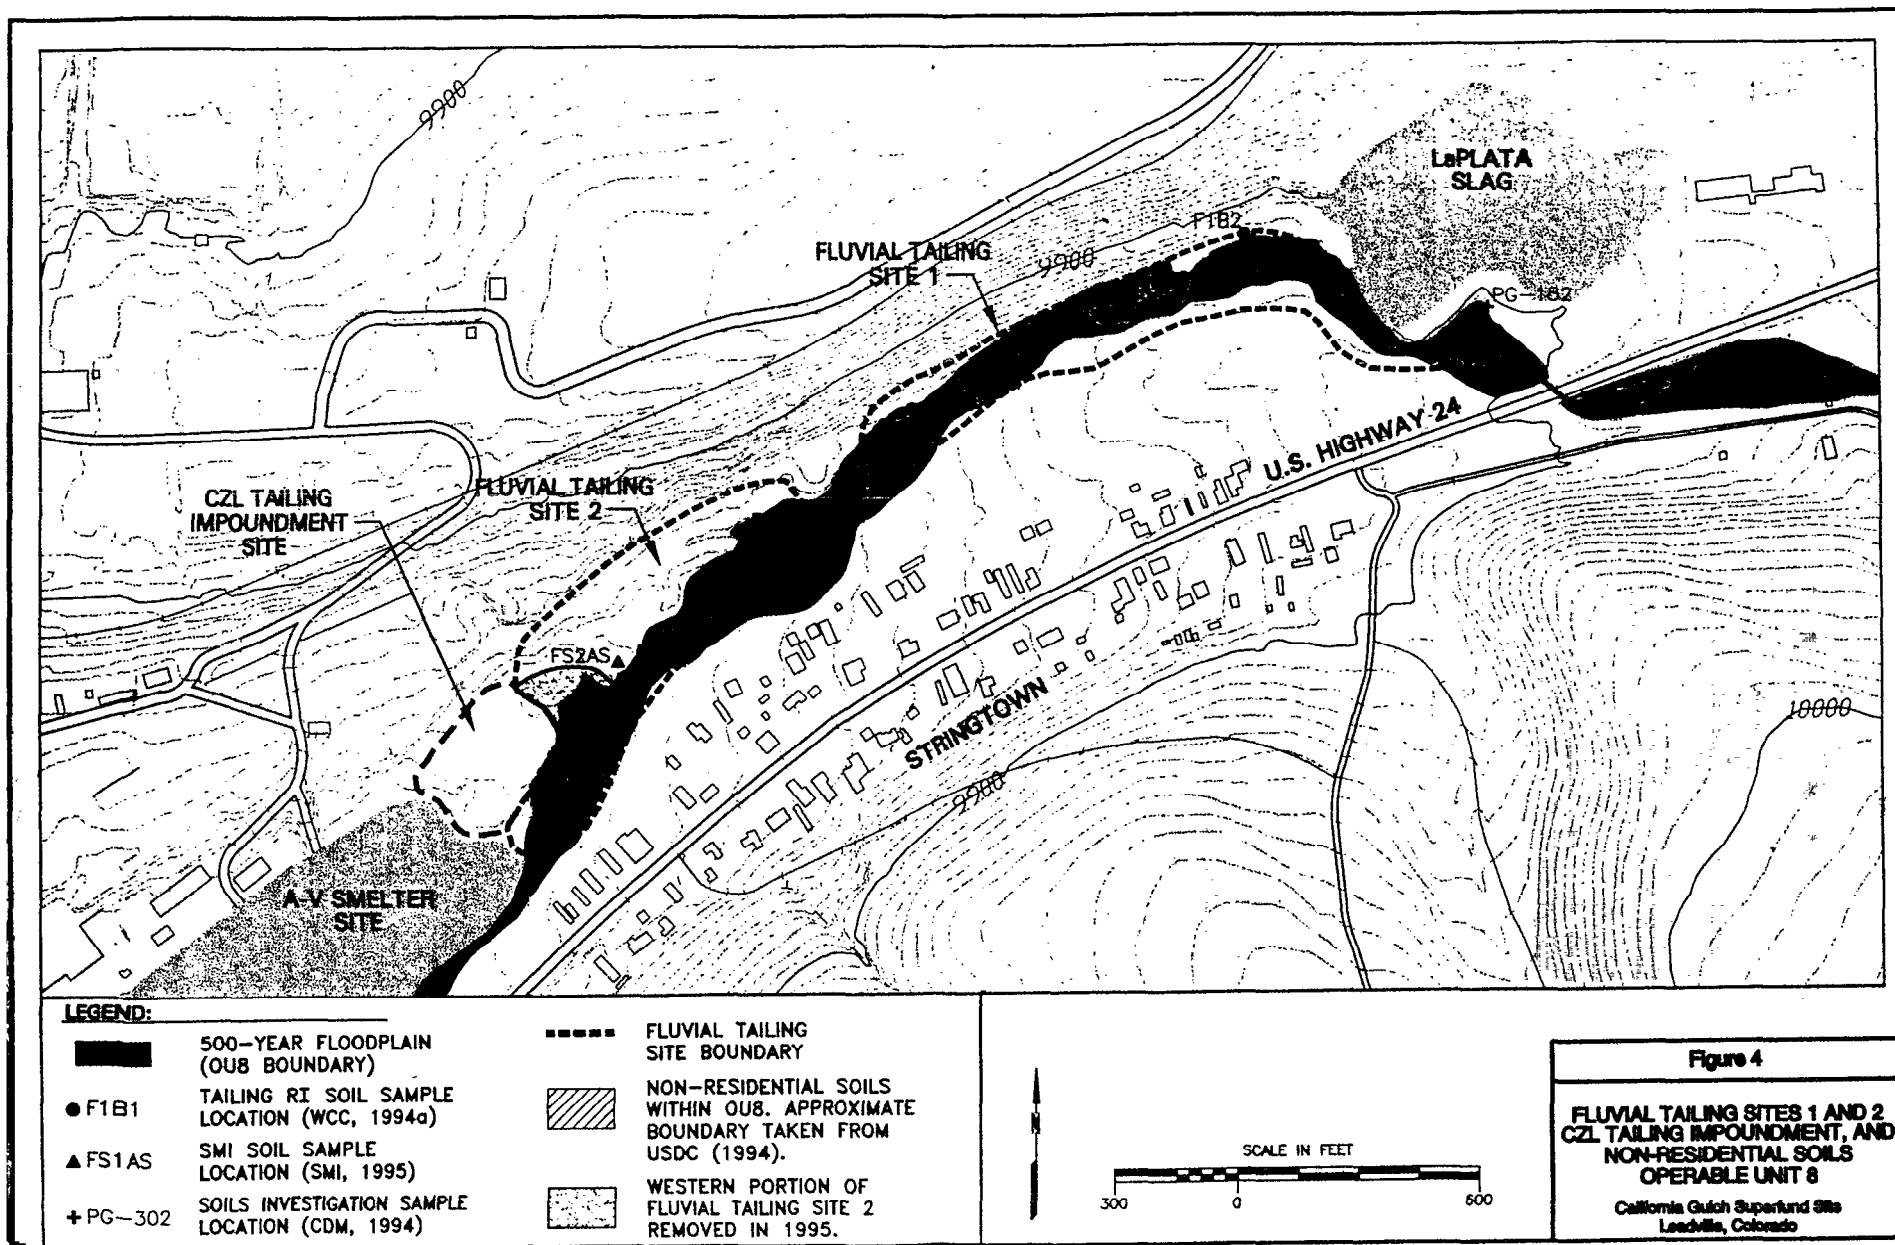 9900
LaPLATA
SLAG
F1B2
FLUVIAL TAILING
SITE 1
9900
PG-182
U.S. HIGHWAY 24
FLUVIAL TAILING
SITE 2
CZL TAILING
IMPOUNDMENT
SITE
FS2AS
STRINGTOWN
9900
10000
A-V SMELTER
SITE
LEGEND:
500-YEAR FLOODPLAIN
(OU8 BOUNDARY)
F1B1
TAILING RI SOIL SAMPLE
LOCATION (WCC, 1994a)
FS1AS
SMI SOIL SAMPLE
LOCATION (SMI, 1995)
PG-302
SOILS INVESTIGATION SAMPLE
LOCATION (CDM, 1994)
FLUVIAL TAILING
SITE BOUNDARY
NON-RESIDENTIAL SOILS
WITHIN OU8. APPROXIMATE
BOUNDARY TAKEN FROM
USDC (1994).
WESTERN PORTION OF
FLUVIAL TAILING SITE 2
REMOVED IN 1995.
N
SCALE IN FEET
300 0 600
Figure 4
FLUVIAL TAILING SITES 1 AND 2
CZL TAILING IMPOUNDMENT, AND
NON-RESIDENTIAL SOILS
OPERABLE UNIT 8
California Gulch Superfund Site
Leadville, Colorado